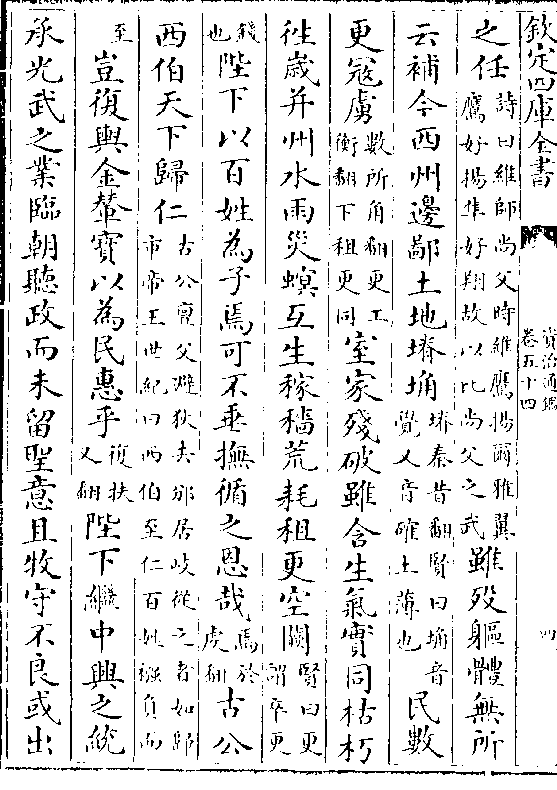 欽定四庫全書
資治通鑑
卷五十四
四
之任詩曰維師尚父時維鷹揚爾雅翼鷹好揚隼好翔故以比尚父之武雖歿軀體無所
云補今西州邊鄙土地塉埆塉秦昔翻賢曰埆音覺又音確土薄也民數
更寇虜數所角翻更工衡翻下租更同室家殘破雖含生氣實同枯朽
往歲并州水雨災螟互生稼穡荒耗租更空闕賢曰更謂卒更
錢也陛下以百姓為子焉可不垂撫循之恩哉焉於虔翻古公
西伯天下歸仁古公亶父避狄去邠居岐從之者如歸市帝王世紀曰西伯至仁百姓襁負而
至豈復輿金輦寶以為民惠乎復扶又翻陛下繼中興之統
承光武之業臨朝聽政而未留聖意且牧守不良或出